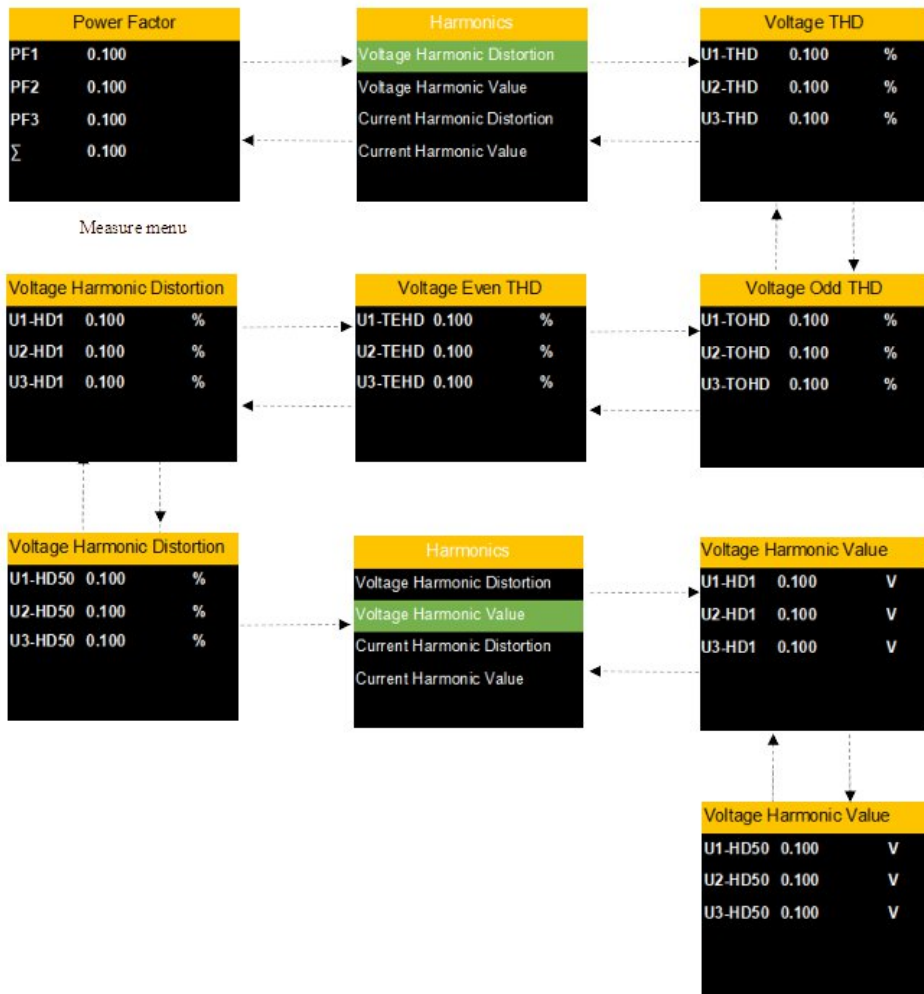 Power Factor
PF1 0.100
PF2 0.100
PF3 0.100
∑ 0.100
Measure menu
Harmonics
Voltage Harmonic Distortion
Voltage Harmonic Value
Current Harmonic Distortion
Current Harmonic Value
Voltage THD
U1-THD 0.100 %
U2-THD 0.100 %
U3-THD 0.100 %
Voltage Harmonic Distortion
U1-HD1 0.100 %
U2-HD1 0.100 %
U3-HD1 0.100 %
Voltage Even THD
U1-TEHD 0.100 %
U2-TEHD 0.100 %
U3-TEHD 0.100 %
Voltage Odd THD
U1-TOHD 0.100 %
U2-TOHD 0.100 %
U3-TOHD 0.100 %
Voltage Harmonic Distortion
U1-HD50 0.100 %
U2-HD50 0.100 %
U3-HD50 0.100 %
Harmonics
Voltage Harmonic Distortion
Voltage Harmonic Value
Current Harmonic Distortion
Current Harmonic Value
Voltage Harmonic Value
U1-HD1 0.100 V
U2-HD1 0.100 V
U3-HD1 0.100 V
Voltage Harmonic Value
U1-HD50 0.100 V
U2-HD50 0.100 V
U3-HD50 0.100 V